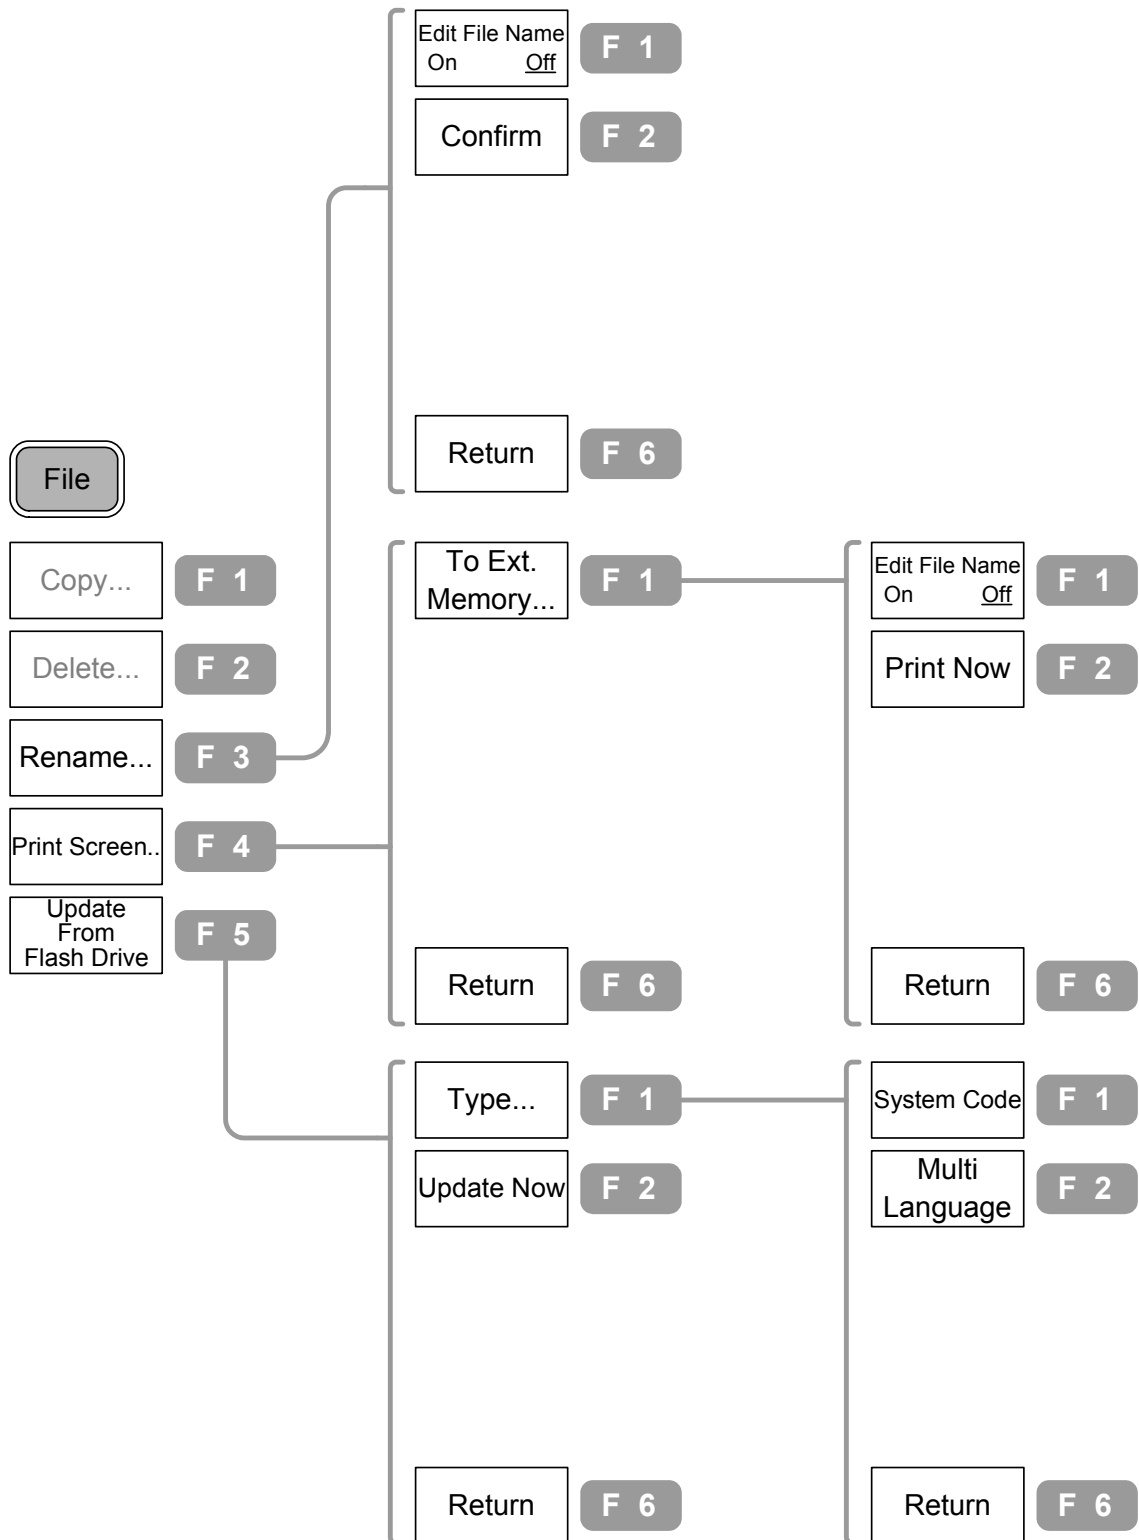 Edit File Name
On Off
F 1
Confirm
F 2
Return
F 6
File
Copy...
F 1
Delete...
F 2
Rename...
F 3
Print Screen..
F 4
Update
From
Flash Drive
F 5
To Ext.
Memory...
F 1
Return
F 6
Edit File Name
On Off
F 1
Print Now
F 2
Return
F 6
Type...
F 1
Update Now
F 2
Return
F 6
System Code
F 1
Multi
Language
F 2
Return
F 6